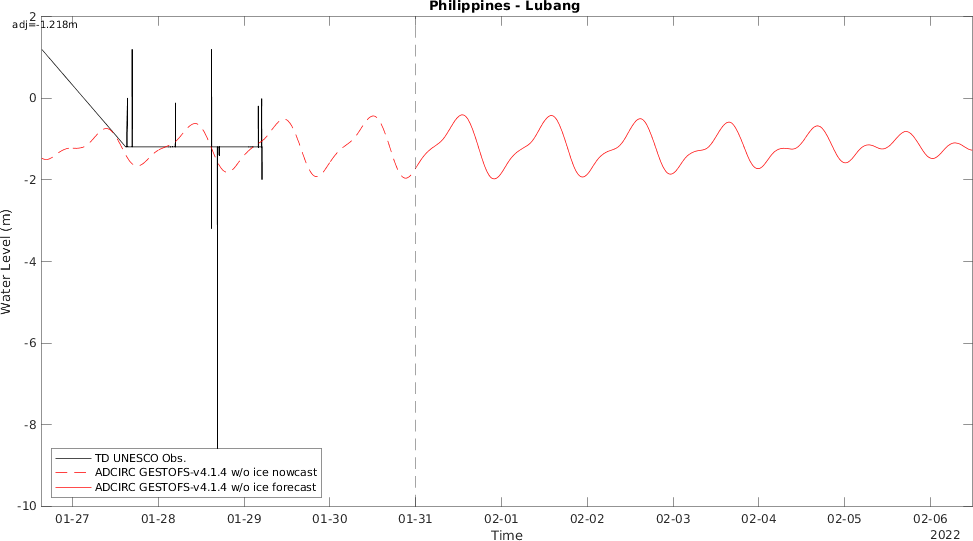 Philippines - Lubang
adj=-1.218m
2
0
-2
-4
-6
-8
-10
Water Level (m)
TD UNESCO Obs.
ADCIRC GESTOFS-v4.1.4 w/o ice nowcast
ADCIRC GESTOFS-v4.1.4 w/o ice forecast
01-27 01-28 01-29 01-30 01-31 02-01 02-02 02-03 02-04 02-05 02-06
Time
2022